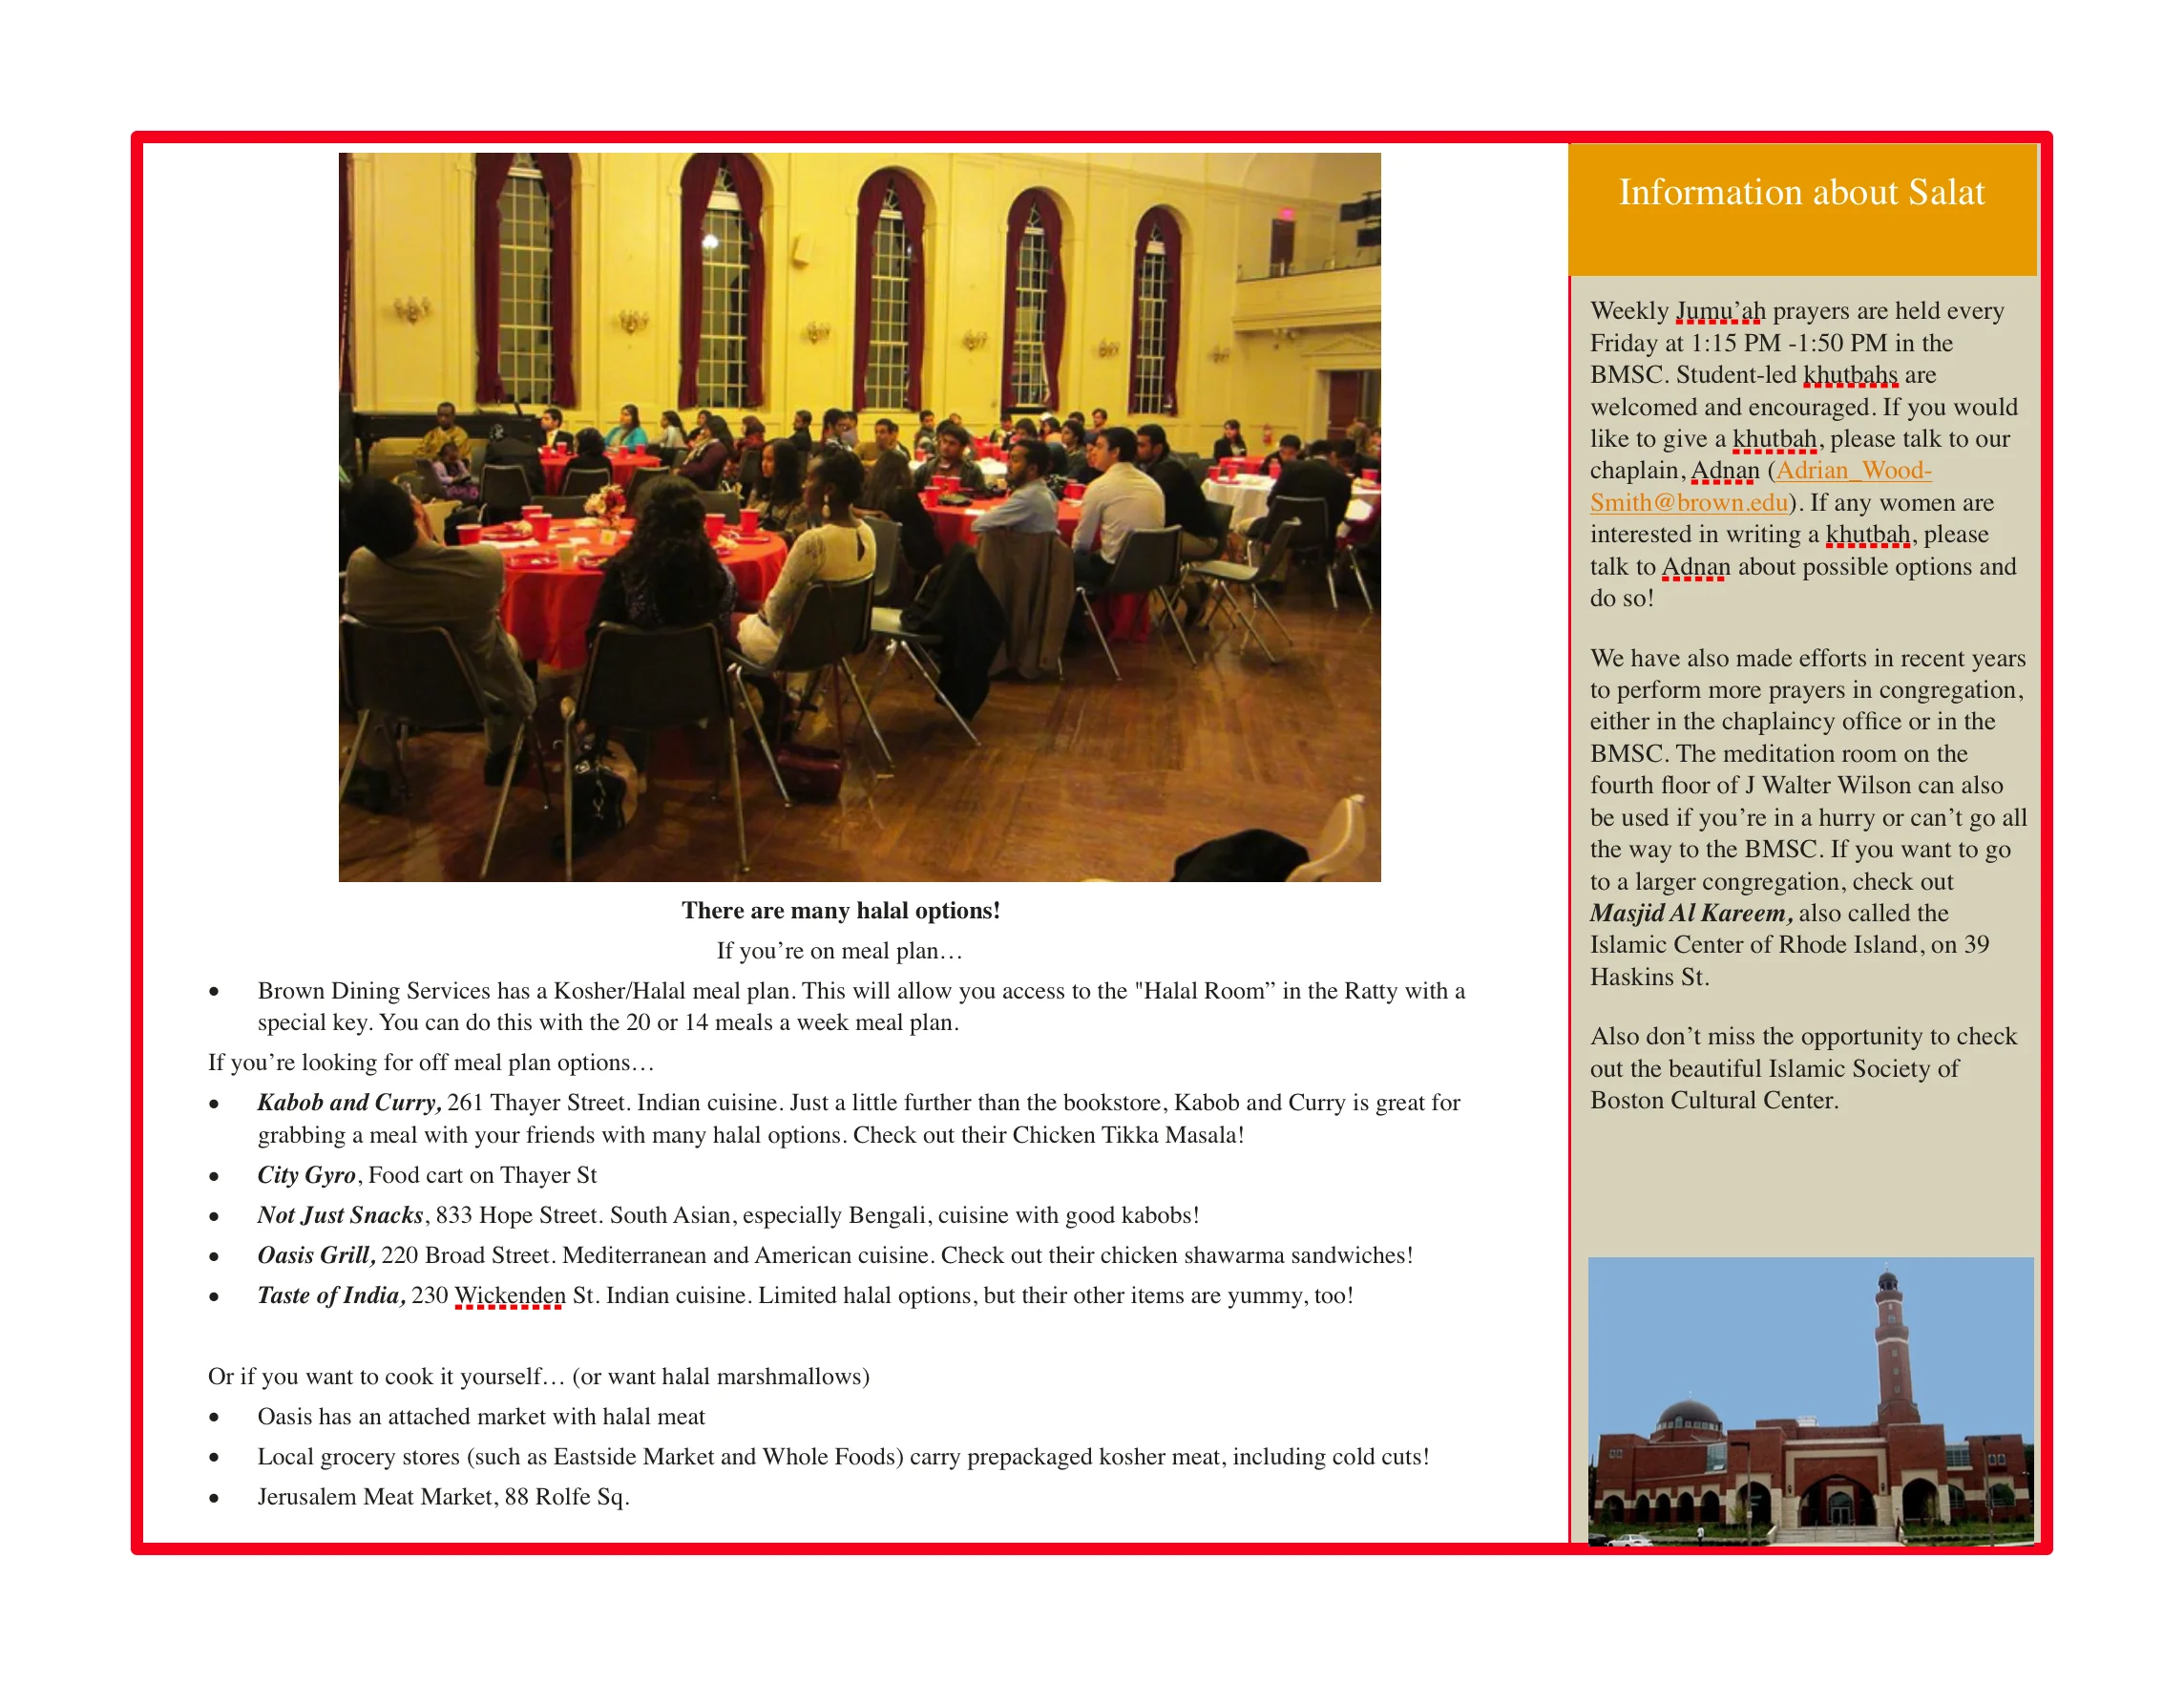 There are many halal options!
If you’re on meal plan…
• Brown Dining Services has a Kosher/Halal meal plan. This will allow you access to the "Halal Room” in the Ratty with a
special key. You can do this with the 20 or 14 meals a week meal plan.
If you’re looking for off meal plan options…
• Kabob and Curry, 261 Thayer Street. Indian cuisine. Just a little further than the bookstore, Kabob and Curry is great for
grabbing a meal with your friends with many halal options. Check out their Chicken Tikka Masala!
• City Gyro, Food cart on Thayer St
• Not Just Snacks, 833 Hope Street. South Asian, especially Bengali, cuisine with good kabobs!
• Oasis Grill, 220 Broad Street. Mediterranean and American cuisine. Check out their chicken shawarma sandwiches!
• Taste of India, 230 Wickenden St. Indian cuisine. Limited halal options, but their other items are yummy, too!
Or if you want to cook it yourself… (or want halal marshmallows)
• Oasis has an attached market with halal meat
• Local grocery stores (such as Eastside Market and Whole Foods) carry prepackaged kosher meat, including cold cuts!
• Jerusalem Meat Market, 88 Rolfe Sq.
Information about Salat
Weekly Jumu’ah prayers are held every
Friday at 1:15 PM -1:50 PM in the
BMSC. Student-led khutbahs are
welcomed and encouraged. If you would
like to give a khutbah, please talk to our
chaplain, Adnan (Adrian_Wood-
Smith@brown.edu). If any women are
interested in writing a khutbah, please
talk to Adnan about possible options and
do so!
We have also made efforts in recent years
to perform more prayers in congregation,
either in the chaplaincy office or in the
BMSC. The meditation room on the
fourth floor of J Walter Wilson can also
be used if you’re in a hurry or can’t go all
the way to the BMSC. If you want to go
to a larger congregation, check out
Masjid Al Kareem, also called the
Islamic Center of Rhode Island, on 39
Haskins St.
Also don’t miss the opportunity to check
out the beautiful Islamic Society of
Boston Cultural Center.